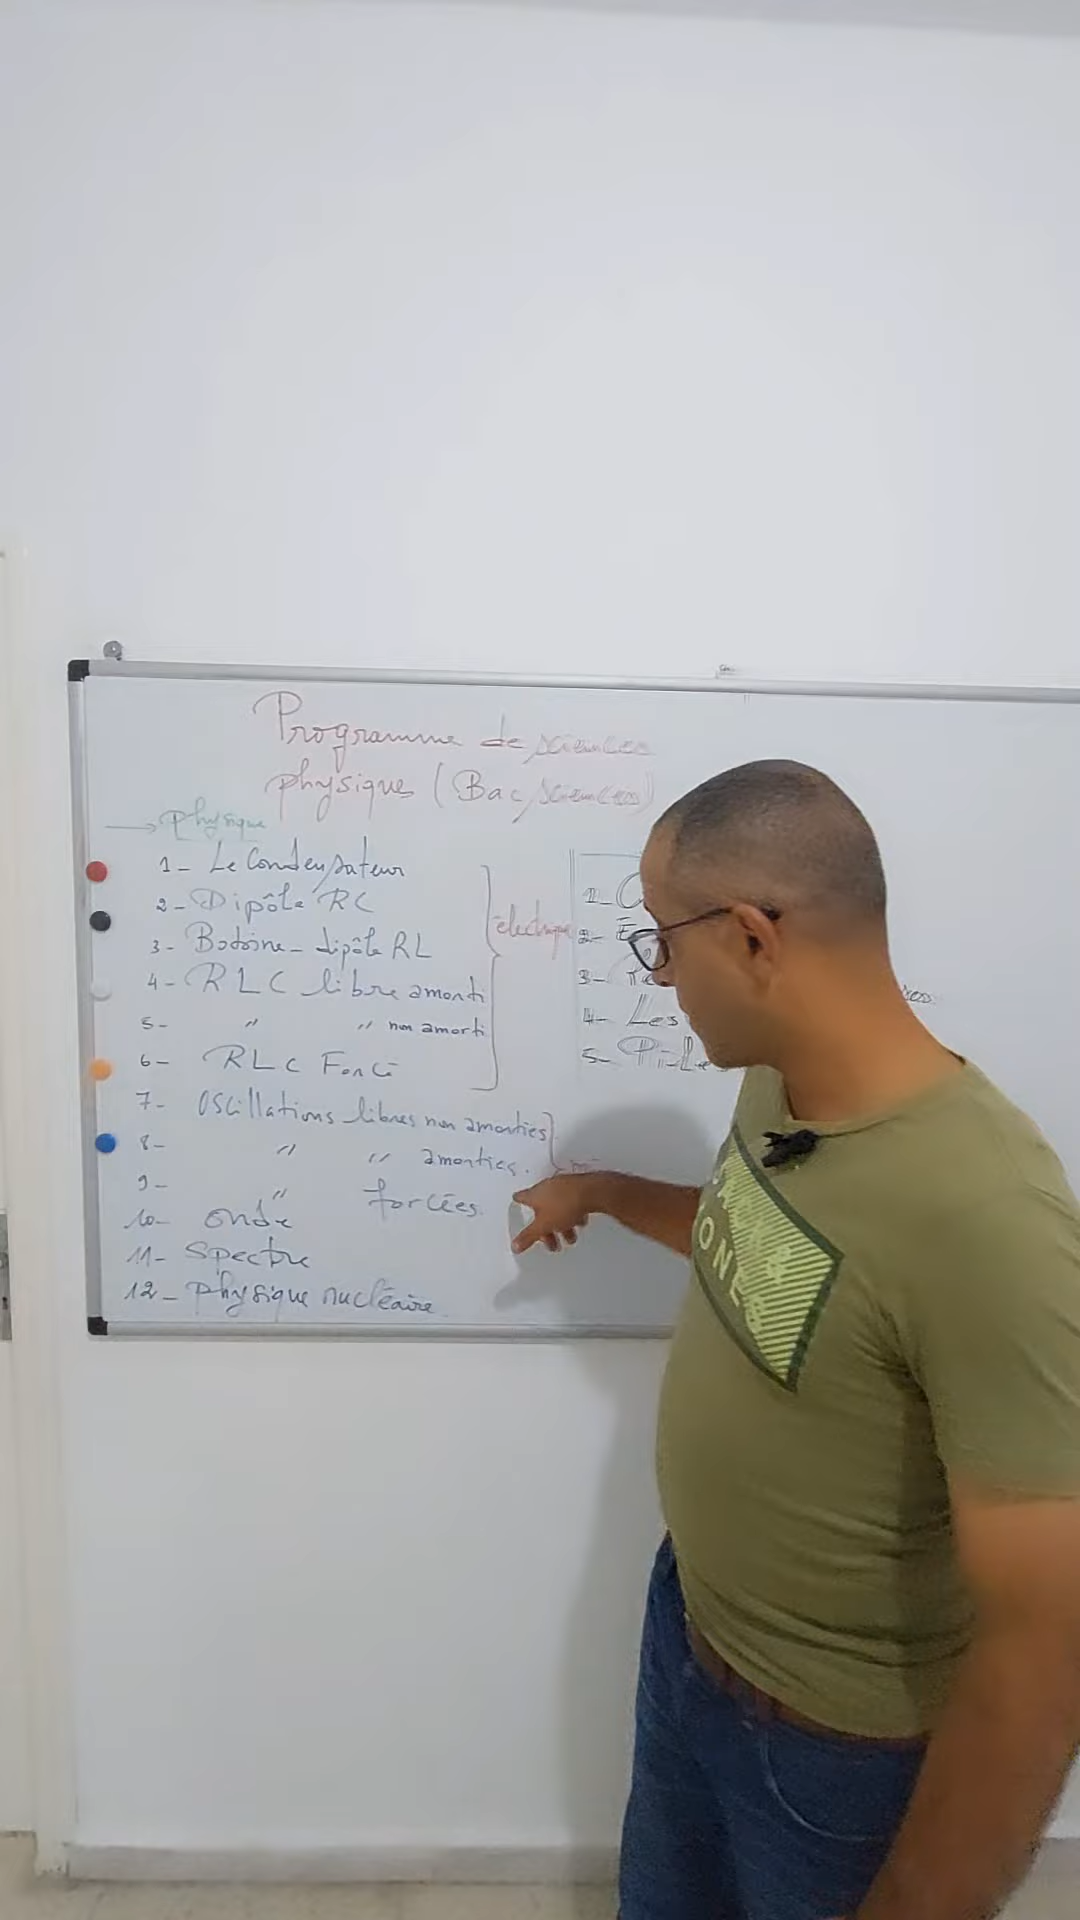 Programme de sciences
physiques (Bac sciences)
→ Physique
1- Le Condensateur
2- Dipôle RC
3- Bobine - dipôle RL
4- RLC libre amorti
5- " " non amorti
6- RLC Forcé
électrique
7- Oscillations libres non amorties
8- " " amorties.
9- " forcées.
10- onde
11- Spectre
12- Physique nucléaire
1-
2-
3-
4- Les
5- Piles